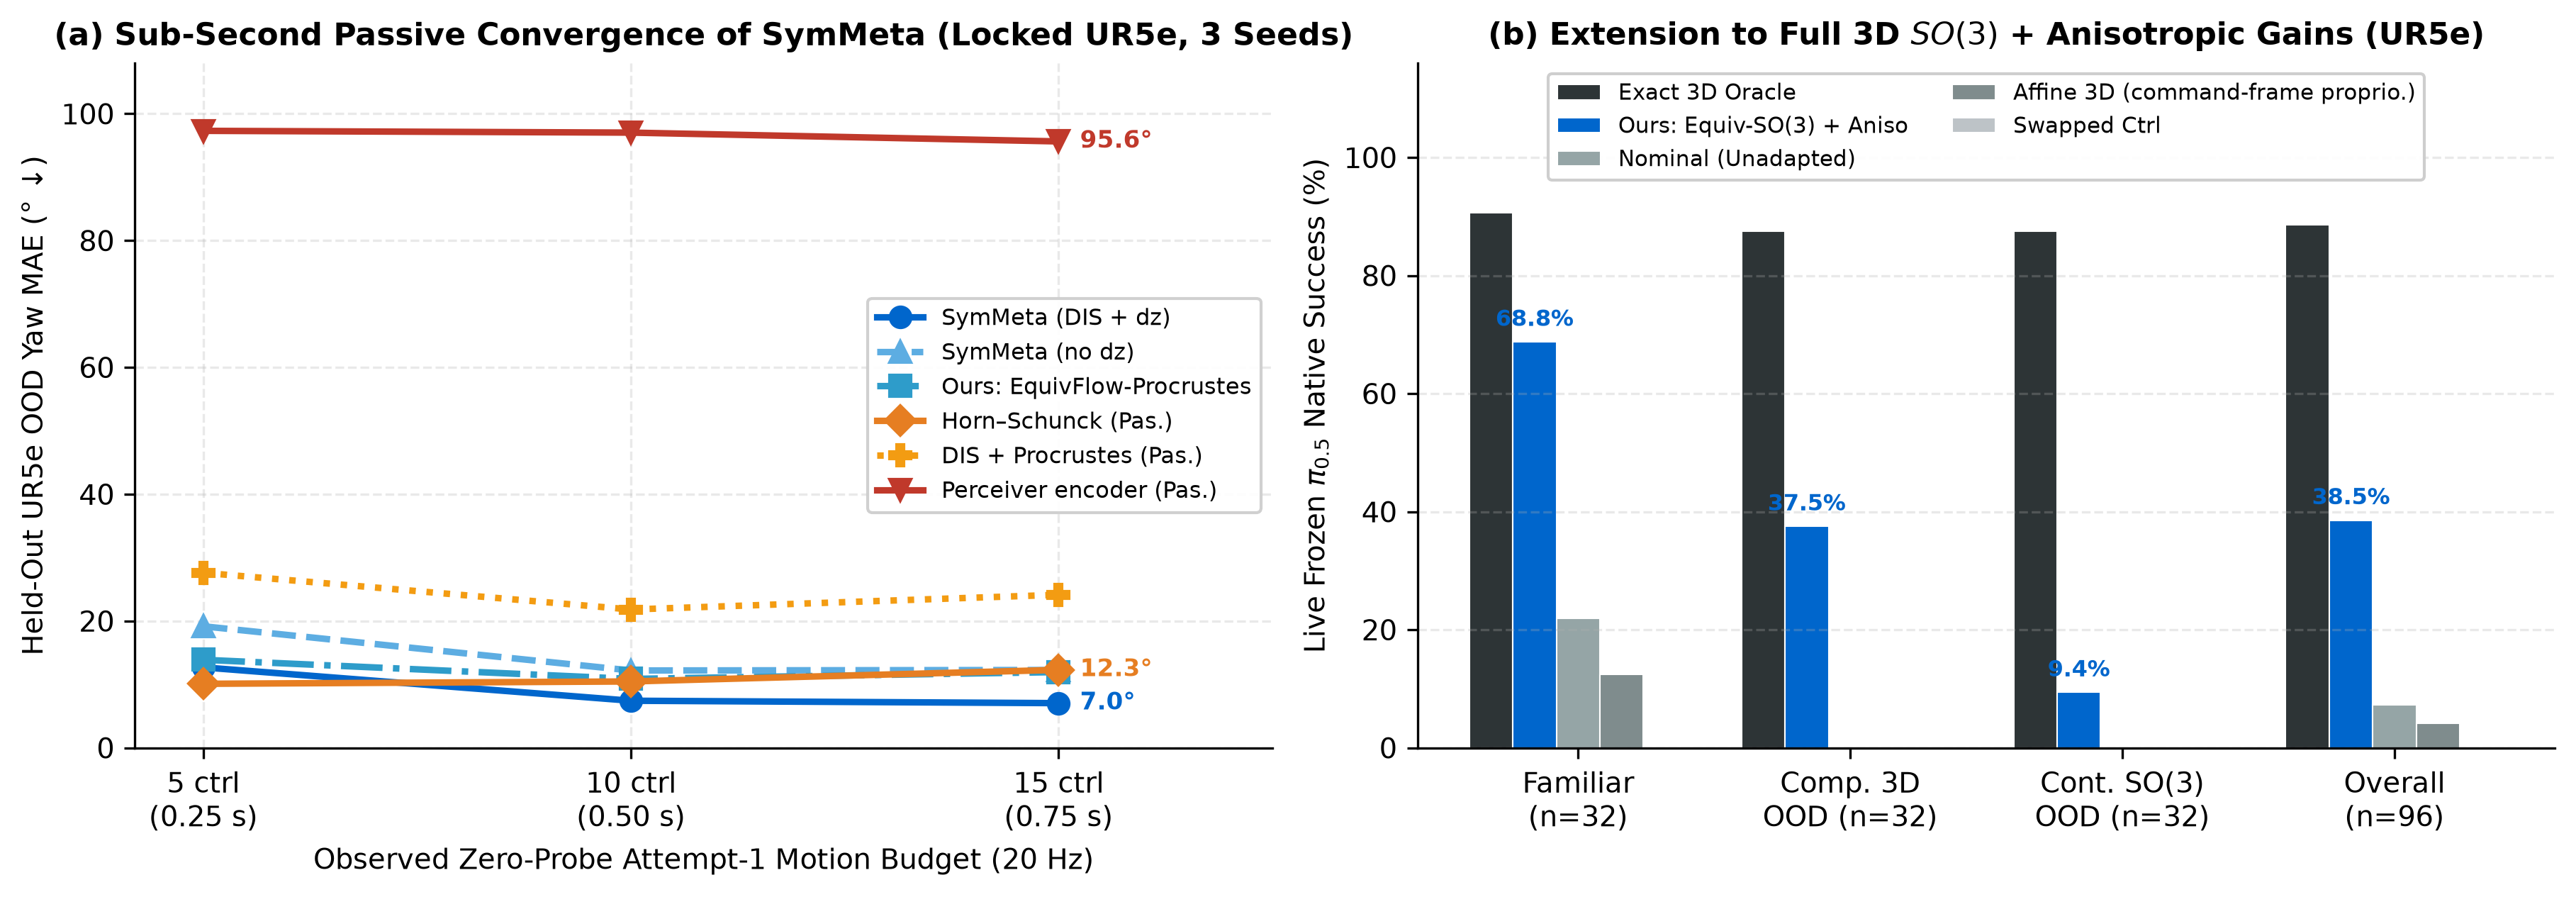 (a) Sub-Second Passive Convergence of SymMeta (Locked UR5e, 3 Seeds)
Held-Out UR5e OOD Yaw MAE (° ↓)
100
80
60
40
20
0
95.6°
12.3°
7.0°
SymMeta (DIS + dz)
SymMeta (no dz)
Ours: EquivFlow-Procrustes
Horn–Schunck (Pas.)
DIS + Procrustes (Pas.)
Perceiver encoder (Pas.)
5 ctrl
(0.25 s)
10 ctrl
(0.50 s)
15 ctrl
(0.75 s)
Observed Zero-Probe Attempt-1 Motion Budget (20 Hz)
(b) Extension to Full 3D SO(3) + Anisotropic Gains (UR5e)
Live Frozen π0.5 Native Success (%)
100
80
60
40
20
0
Exact 3D Oracle
Ours: Equiv-SO(3) + Aniso
Nominal (Unadapted)
Affine 3D (command-frame proprio.)
Swapped Ctrl
68.8%
37.5%
9.4%
38.5%
Familiar
(n=32)
Comp. 3D
OOD (n=32)
Cont. SO(3)
OOD (n=32)
Overall
(n=96)